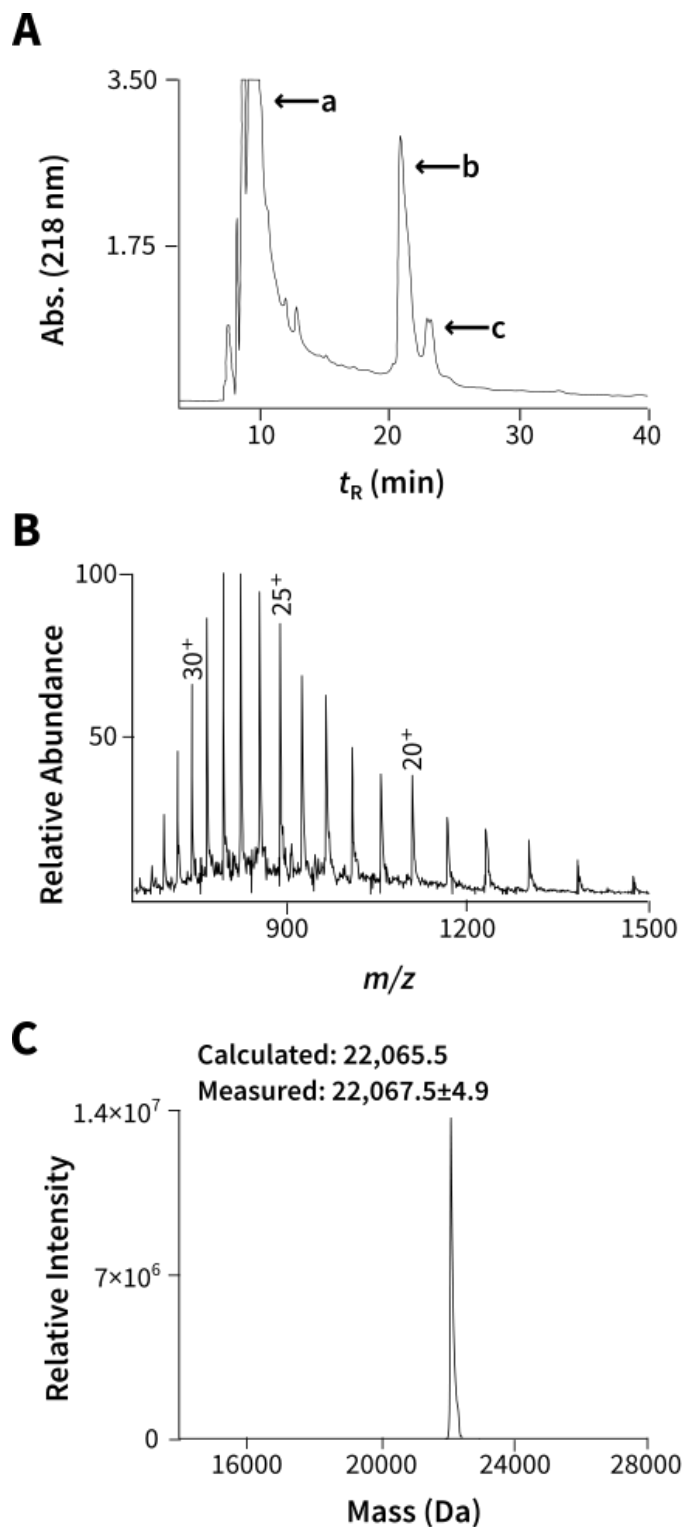 A
3.50
a
b
1.75
c
Abs. (218 nm)
10
20
30
40
tR (min)
B
100
25⁺
30⁺
50
20⁺
Relative Abundance
900
1200
1500
m/z
C
Calculated: 22,065.5
Measured: 22,067.5±4.9
1.4×10⁷
7×10⁶
0
Relative Intensity
16000
20000
24000
28000
Mass (Da)